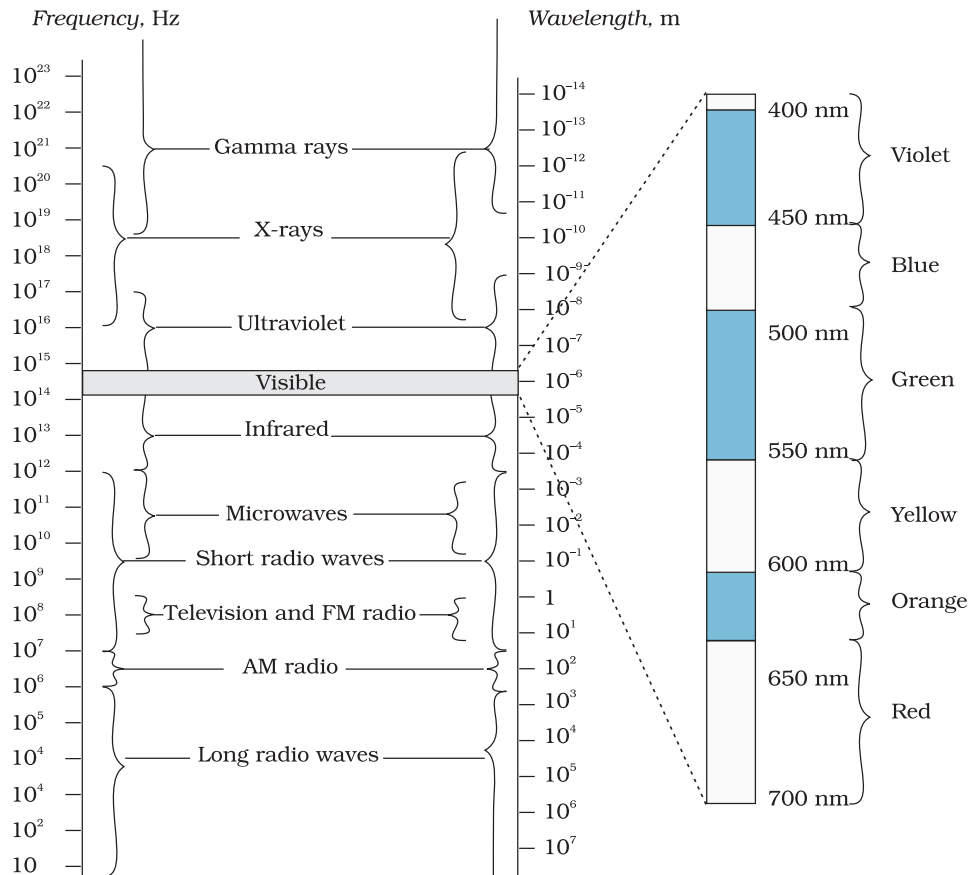 Frequency, Hz
Wavelength, m
10²³
10²²
10²¹
10²⁰
10¹⁹
10¹⁸
10¹⁷
10¹⁶
10¹⁵
10¹⁴
10¹³
10¹²
10¹¹
10¹⁰
10⁹
10⁸
10⁷
10⁶
10⁵
10⁴
10⁴
10²
10
Gamma rays
X-rays
Ultraviolet
Visible
Infrared
Microwaves
Short radio waves
Television and FM radio
AM radio
Long radio waves
10⁻¹⁴
10⁻¹³
10⁻¹²
10⁻¹¹
10⁻¹⁰
10⁻⁹
10⁻⁸
10⁻⁷
10⁻⁶
10⁻⁵
10⁻⁴
10⁻³
10⁻²
10⁻¹
1
10¹
10²
10³
10⁴
10⁵
10⁶
10⁷
400 nm
450 nm
500 nm
550 nm
600 nm
650 nm
700 nm
Violet
Blue
Green
Yellow
Orange
Red